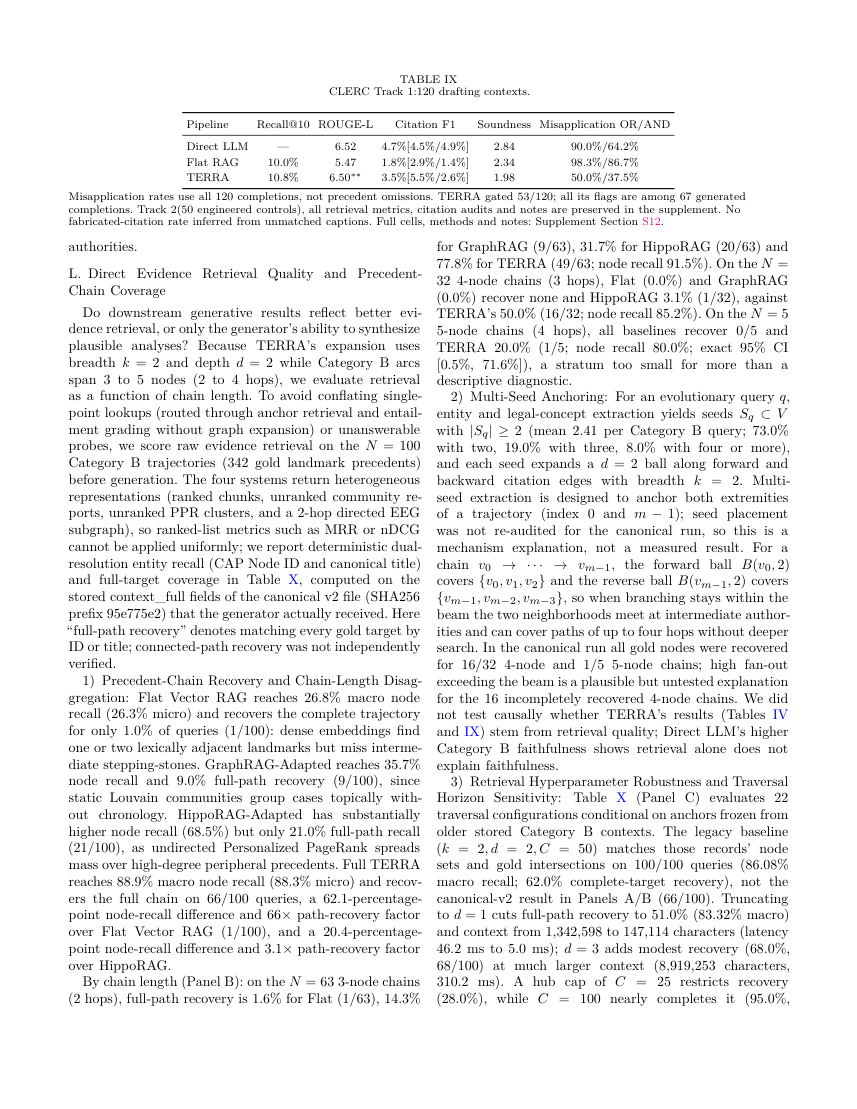 TABLE IX
CLERC Track 1:120 drafting contexts.
Pipeline Recall@10 ROUGE-L Citation F1 Soundness Misapplication OR/AND
Direct LLM — 6.52 4.7%[4.5%/4.9%] 2.84 90.0%/64.2%
Flat RAG 10.0% 5.47 1.8%[2.9%/1.4%] 2.34 98.3%/86.7%
TERRA 10.8% 6.50** 3.5%[5.5%/2.6%] 1.98 50.0%/37.5%
Misapplication rates use all 120 completions, not precedent omissions. TERRA gated 53/120; all its flags are among 67 generated
completions. Track 2(50 engineered controls), all retrieval metrics, citation audits and notes are preserved in the supplement. No
fabricated-citation rate inferred from unmatched captions. Full cells, methods and notes: Supplement Section S12.
authorities.
L. Direct Evidence Retrieval Quality and Precedent-
Chain Coverage
Do downstream generative results reflect better evi-
dence retrieval, or only the generator's ability to synthesize
plausible analyses? Because TERRA's expansion uses
breadth k = 2 and depth d = 2 while Category B arcs
span 3 to 5 nodes (2 to 4 hops), we evaluate retrieval
as a function of chain length. To avoid conflating single-
point lookups (routed through anchor retrieval and entail-
ment grading without graph expansion) or unanswerable
probes, we score raw evidence retrieval on the N = 100
Category B trajectories (342 gold landmark precedents)
before generation. The four systems return heterogeneous
representations (ranked chunks, unranked community re-
ports, unranked PPR clusters, and a 2-hop directed EEG
subgraph), so ranked-list metrics such as MRR or nDCG
cannot be applied uniformly; we report deterministic dual-
resolution entity recall (CAP Node ID and canonical title)
and full-target coverage in Table X, computed on the
stored context_full fields of the canonical v2 file (SHA256
prefix 95e775e2) that the generator actually received. Here
“full-path recovery” denotes matching every gold target by
ID or title; connected-path recovery was not independently
verified.
1) Precedent-Chain Recovery and Chain-Length Disag-
gregation: Flat Vector RAG reaches 26.8% macro node
recall (26.3% micro) and recovers the complete trajectory
for only 1.0% of queries (1/100): dense embeddings find
one or two lexically adjacent landmarks but miss interme-
diate stepping-stones. GraphRAG-Adapted reaches 35.7%
node recall and 9.0% full-path recovery (9/100), since
static Louvain communities group cases topically with-
out chronology. HippoRAG-Adapted has substantially
higher node recall (68.5%) but only 21.0% full-path recall
(21/100), as undirected Personalized PageRank spreads
mass over high-degree peripheral precedents. Full TERRA
reaches 88.9% macro node recall (88.3% micro) and recov-
ers the full chain on 66/100 queries, a 62.1-percentage-
point node-recall difference and 66× path-recovery factor
over Flat Vector RAG (1/100), and a 20.4-percentage-
point node-recall difference and 3.1× path-recovery factor
over HippoRAG.
By chain length (Panel B): on the N = 63 3-node chains
(2 hops), full-path recovery is 1.6% for Flat (1/63), 14.3%
for GraphRAG (9/63), 31.7% for HippoRAG (20/63) and
77.8% for TERRA (49/63; node recall 91.5%). On the N =
32 4-node chains (3 hops), Flat (0.0%) and GraphRAG
(0.0%) recover none and HippoRAG 3.1% (1/32), against
TERRA's 50.0% (16/32; node recall 85.2%). On the N = 5
5-node chains (4 hops), all baselines recover 0/5 and
TERRA 20.0% (1/5; node recall 80.0%; exact 95% CI
[0.5%, 71.6%]), a stratum too small for more than a
descriptive diagnostic.
2) Multi-Seed Anchoring: For an evolutionary query q,
entity and legal-concept extraction yields seeds S_q ⊂ V
with |S_q| ≥ 2 (mean 2.41 per Category B query; 73.0%
with two, 19.0% with three, 8.0% with four or more),
and each seed expands a d = 2 ball along forward and
backward citation edges with breadth k = 2. Multi-
seed extraction is designed to anchor both extremities
of a trajectory (index 0 and m − 1); seed placement
was not re-audited for the canonical run, so this is a
mechanism explanation, not a measured result. For a
chain v₀ → ⋯ → v_{m−1}, the forward ball B(v₀, 2)
covers {v₀, v₁, v₂} and the reverse ball B(v_{m−1}, 2) covers
{v_{m−1}, v_{m−2}, v_{m−3}}, so when branching stays within the
beam the two neighborhoods meet at intermediate author-
ities and can cover paths of up to four hops without deeper
search. In the canonical run all gold nodes were recovered
for 16/32 4-node and 1/5 5-node chains; high fan-out
exceeding the beam is a plausible but untested explanation
for the 16 incompletely recovered 4-node chains. We did
not test causally whether TERRA's results (Tables IV
and IX) stem from retrieval quality; Direct LLM's higher
Category B faithfulness shows retrieval alone does not
explain faithfulness.
3) Retrieval Hyperparameter Robustness and Traversal
Horizon Sensitivity: Table X (Panel C) evaluates 22
traversal configurations conditional on anchors frozen from
older stored Category B contexts. The legacy baseline
(k = 2, d = 2, C = 50) matches those records' node
sets and gold intersections on 100/100 queries (86.08%
macro recall; 62.0% complete-target recovery), not the
canonical-v2 result in Panels A/B (66/100). Truncating
to d = 1 cuts full-path recovery to 51.0% (83.32% macro)
and context from 1,342,598 to 147,114 characters (latency
46.2 ms to 5.0 ms); d = 3 adds modest recovery (68.0%,
68/100) at much larger context (8,919,253 characters,
310.2 ms). A hub cap of C = 25 restricts recovery
(28.0%), while C = 100 nearly completes it (95.0%,